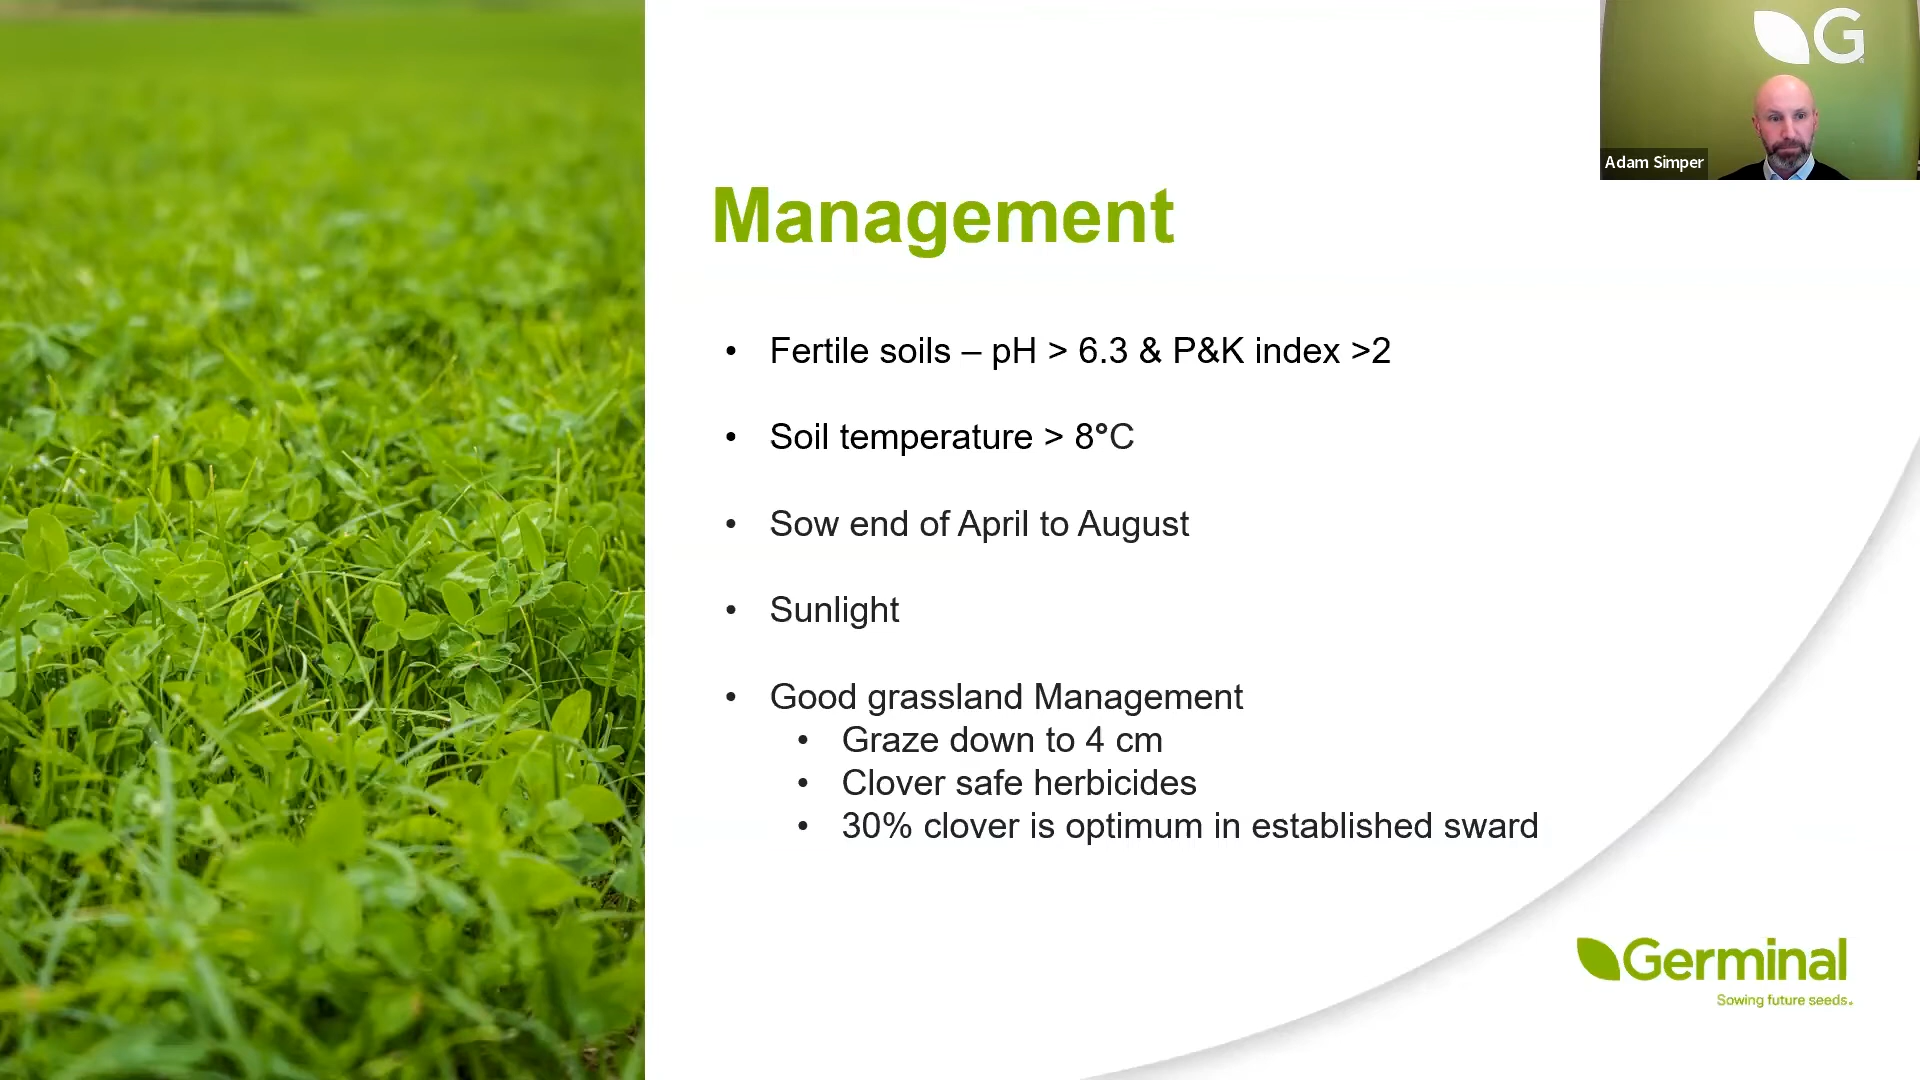 G
Adam Simper
Management
• Fertile soils – pH > 6.3 & P&K index >2
• Soil temperature > 8°C
• Sow end of April to August
• Sunlight
• Good grassland Management
• Graze down to 4 cm
• Clover safe herbicides
• 30% clover is optimum in established sward
Germinal
Sowing future seeds.